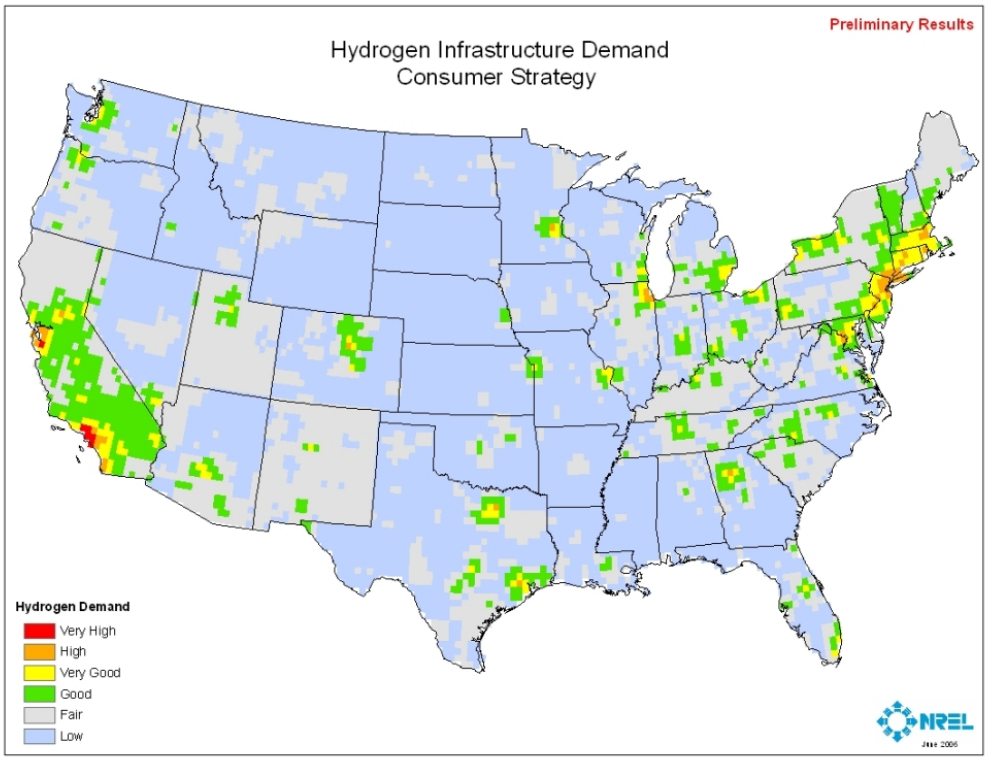 Preliminary Results
Hydrogen Infrastructure Demand
Consumer Strategy
Hydrogen Demand
Very High
High
Very Good
Good
Fair
Low
NREL
June 2006